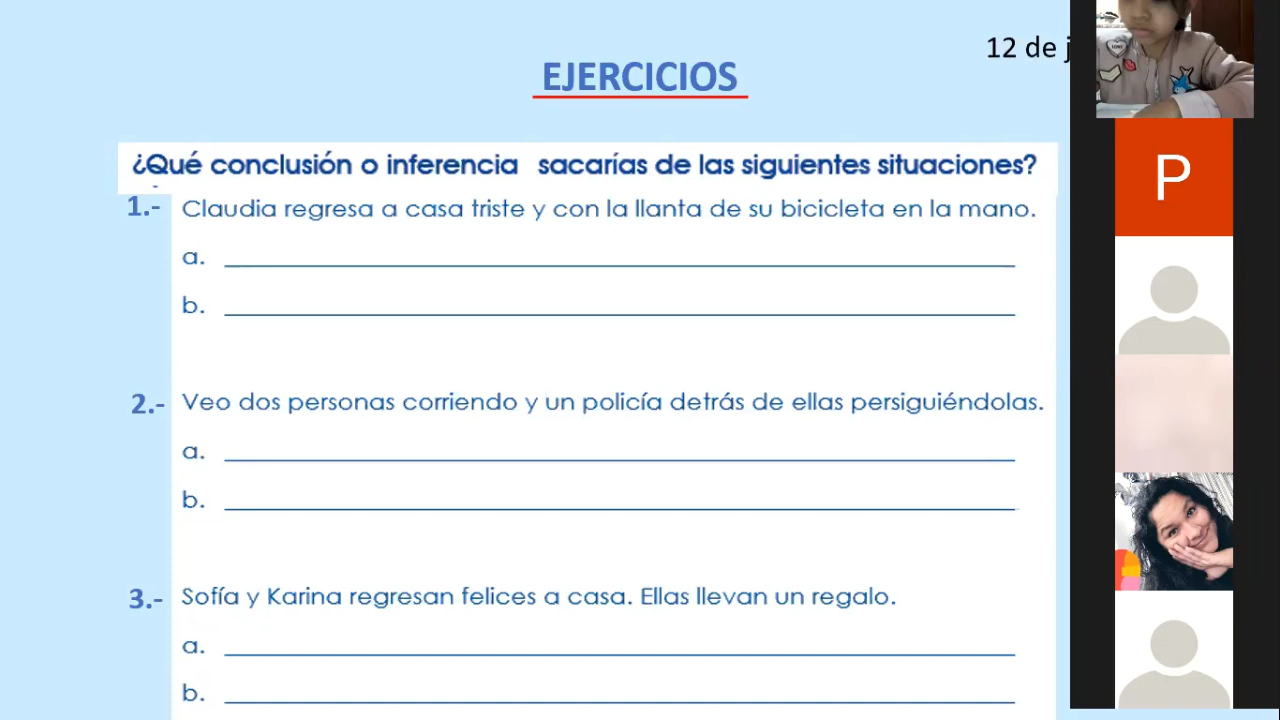 12 de
EJERCICIOS
¿Qué conclusión o inferencia sacarías de las siguientes situaciones?
1.- Claudia regresa a casa triste y con la llanta de su bicicleta en la mano.
a.
b.
2.- Veo dos personas corriendo y un policía detrás de ellas persiguiéndolas.
a.
b.
3.- Sofía y Karina regresan felices a casa. Ellas llevan un regalo.
a.
b.
P